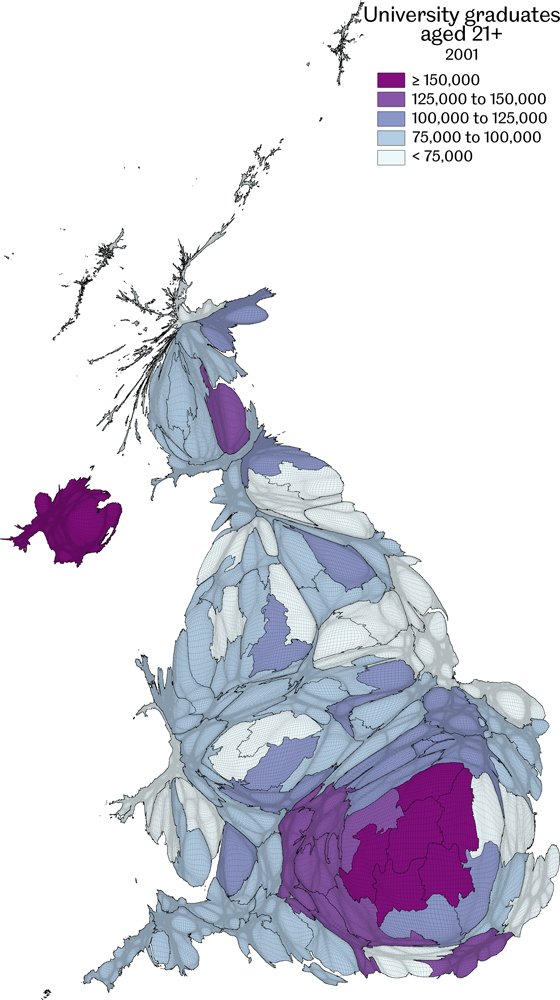 University graduates
aged 21+
2001
≥ 150,000
125,000 to 150,000
100,000 to 125,000
75,000 to 100,000
< 75,000